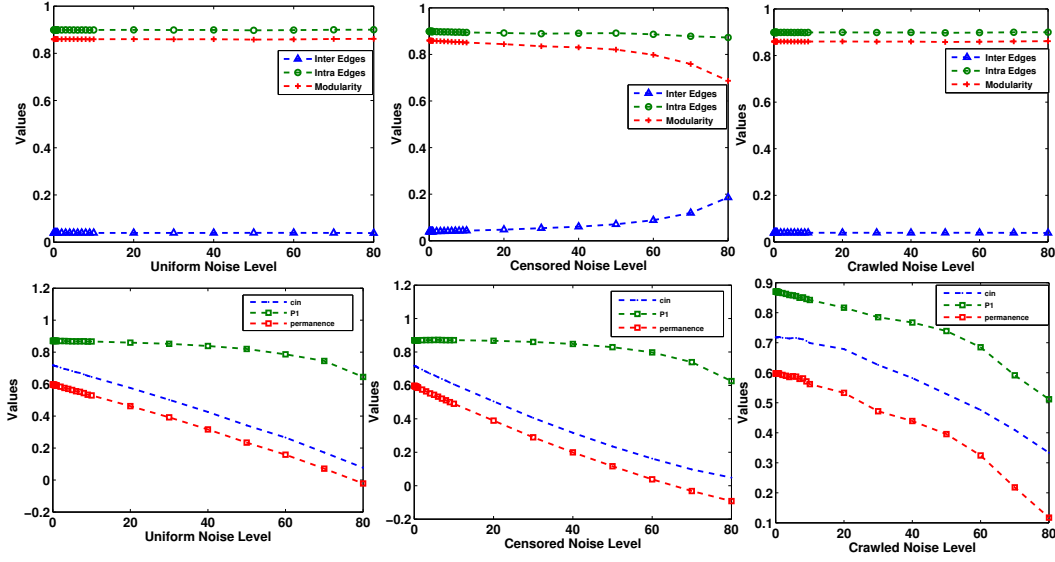 1
0.8
0.6
0.4
0.2
0
Values
Inter Edges
Intra Edges
Modularity
0 20 40 60 80
Uniform Noise Level
1
0.8
0.6
0.4
0.2
0
Values
Inter Edges
Intra Edges
Modularity
0 20 40 60 80
Censored Noise Level
1
0.8
0.6
0.4
0.2
0
Values
Inter Edges
Intra Edges
Modularity
0 20 40 60 80
Crawled Noise Level
1.2
1
0.8
0.6
0.4
0.2
0
−0.2
Values
cin
P1
permanence
0 20 40 60 80
Uniform Noise Level
1.2
1
0.8
0.6
0.4
0.2
0
−0.2
Values
cin
P1
permanence
0 20 40 60 80
Censored Noise Level
0.9
0.8
0.7
0.6
0.5
0.4
0.3
0.2
0.1
Values
cin
P1
permanence
0 20 40 60 80
Crawled Noise Level